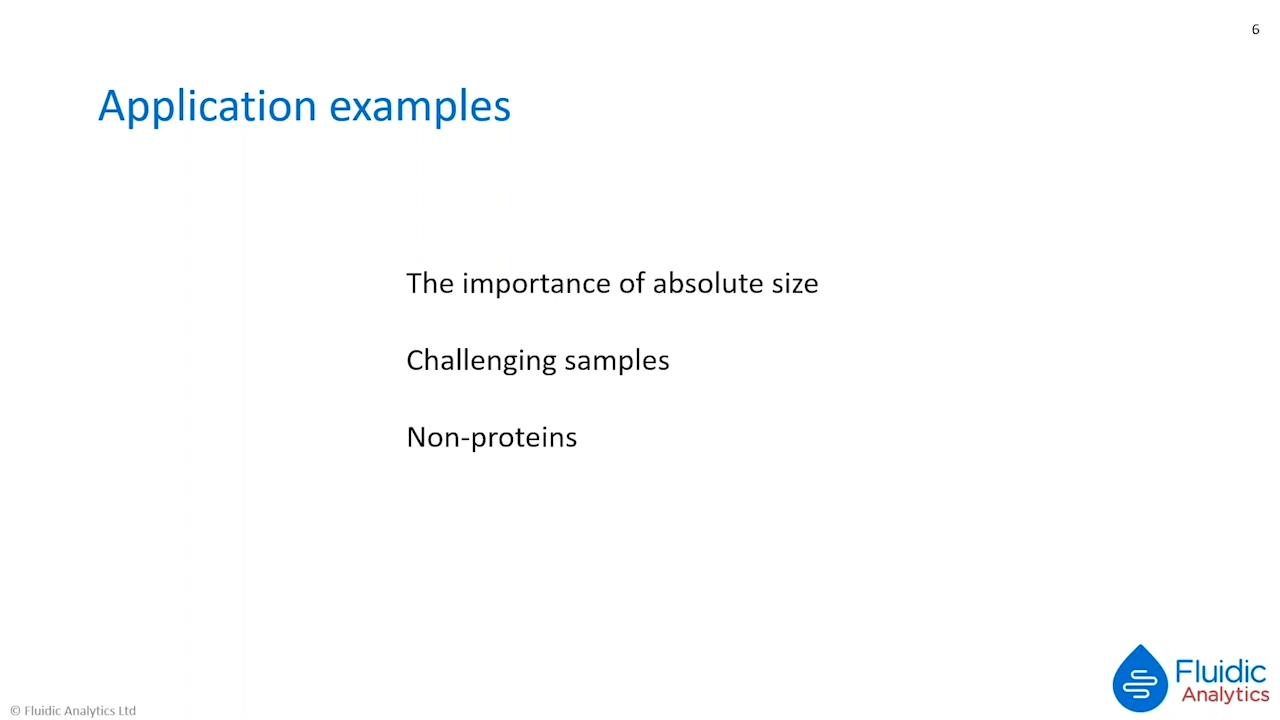 6
Application examples
The importance of absolute size
Challenging samples
Non-proteins
Fluidic
Analytics
© Fluidic Analytics Ltd